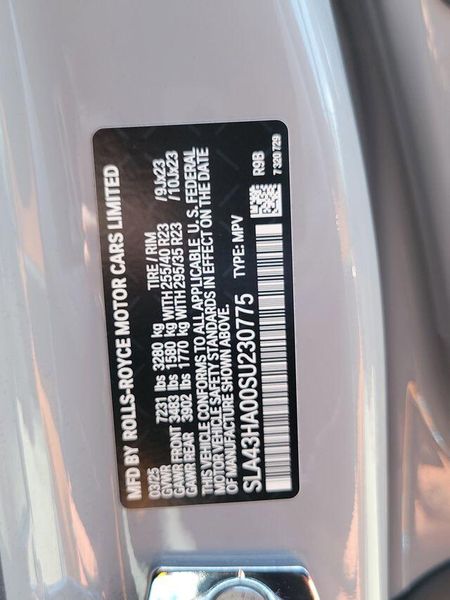 MFD BY ROLLS-ROYCE MOTOR CARS LIMITED
03/25 TIRE / RIM
GVWR 7231 lbs 3280 kg
GAWR FRONT 3483 lbs 1580 kg WITH 255/40 R23 /9Jx23
GAWR REAR 3902 lbs 1770 kg WITH 295/35 R23 /10Jx23
THIS VEHICLE CONFORMS TO ALL APPLICABLE U.S. FEDERAL
MOTOR VEHICLE SAFETY STANDARDS IN EFFECT ON THE DATE
OF MANUFACTURE SHOWN ABOVE.
SLA43HA00SU230775 TYPE: MPV
R9B
7 320 729